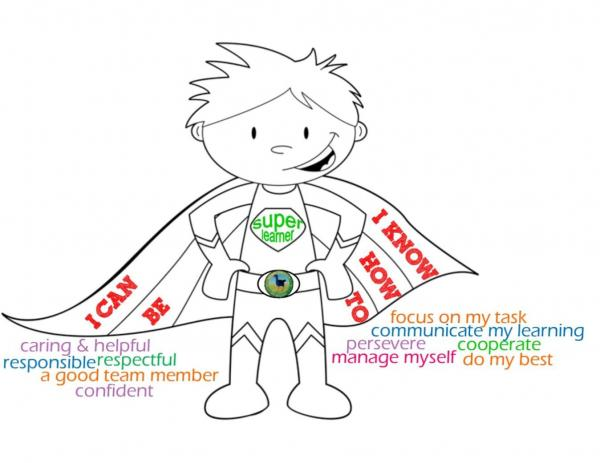 super
learner
I CAN
BE
I KNOW
HOW
TO
caring & helpful
responsible respectful
a good team member
confident
focus on my task
communicate my learning
persevere cooperate
manage myself do my best